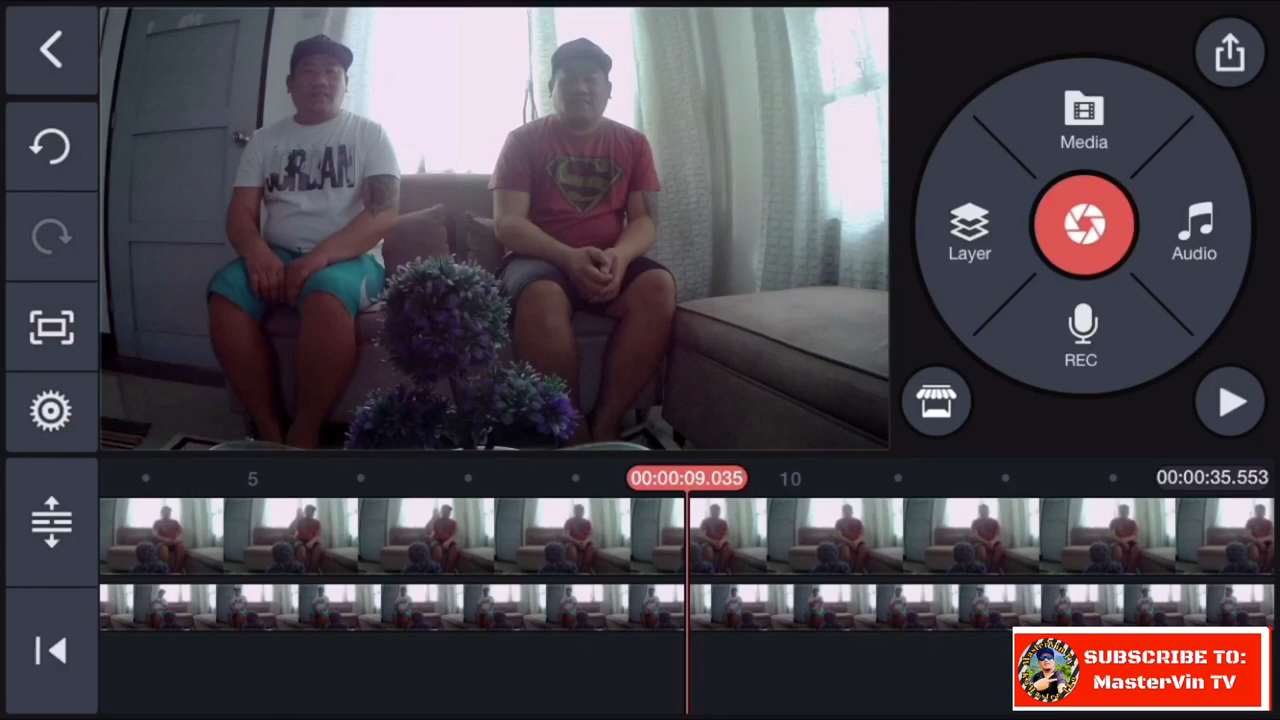 JORDAN
S
Media
Layer
Audio
REC
5
00:00:09.035
10
00:00:35.553
SUBSCRIBE TO:
MasterVin TV